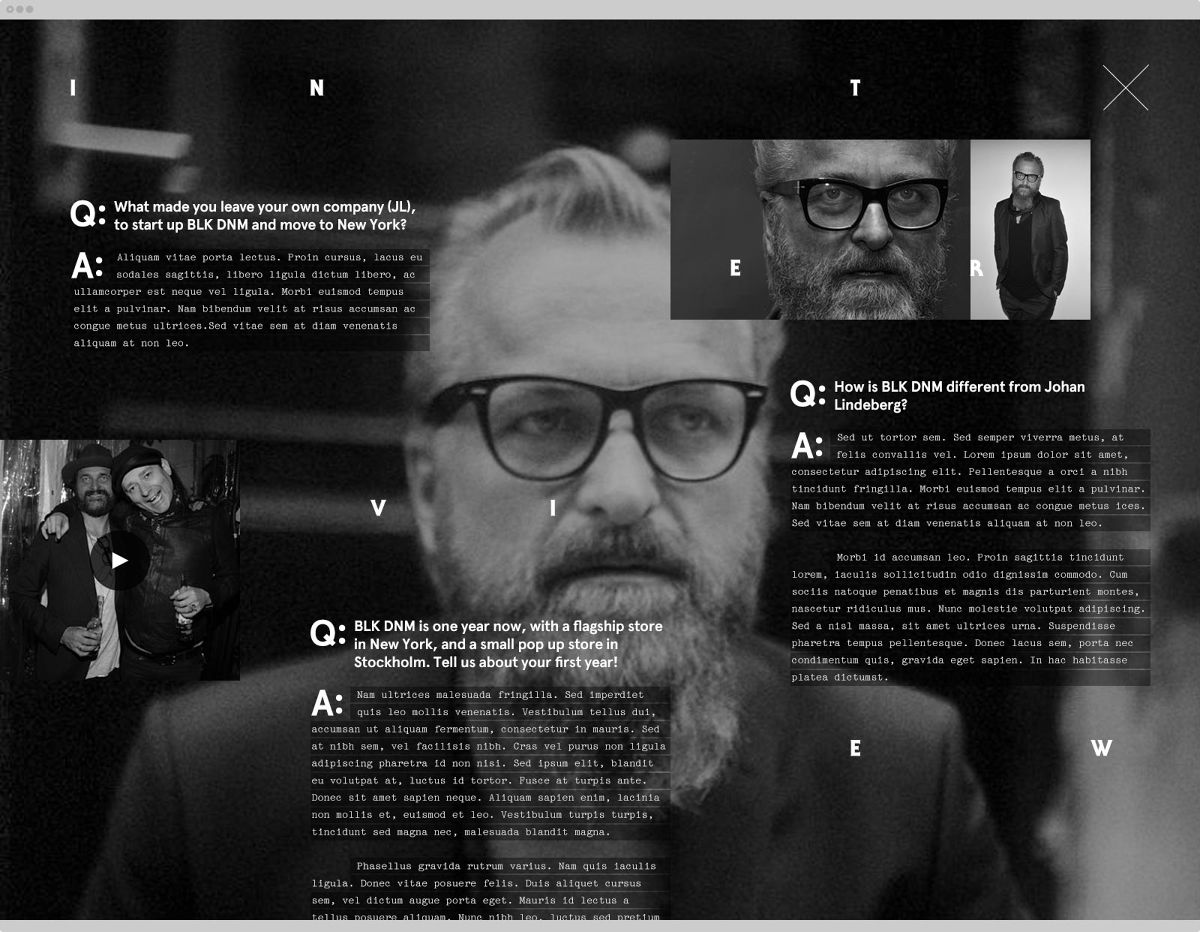 I N T
E R
V I
E W
Q: What made you leave your own company (JL),
to start up BLK DNM and move to New York?
A: Aliquam vitae porta lectus. Proin cursus, lacus eu
sodales sagittis, libero ligula dictum libero, ac
ullamcorper est neque vel ligula. Morbi euismod tempus
elit a pulvinar. Nam bibendum velit at risus accumsan ac
congue metus ultrices.Sed vitae sem at diam venenatis
aliquam at non leo.
Q: BLK DNM is one year now, with a flagship store
in New York, and a small pop up store in
Stockholm. Tell us about your first year!
A: Nam ultrices malesuada fringilla. Sed imperdiet
quis leo mollis venenatis. Vestibulum tellus dui,
accumsan ut aliquam fermentum, consectetur in mauris. Sed
at nibh sem, vel facilisis nibh. Cras vel purus non ligula
adipiscing pharetra id non nisi. Sed ipsum elit, blandit
eu volutpat at, luctus id tortor. Fusce at turpis ante.
Donec sit amet sapien neque. Aliquam sapien enim, lacinia
non mollis et, euismod et leo. Vestibulum turpis turpis,
tincidunt sed magna nec, malesuada blandit magna.
Phasellus gravida rutrum varius. Nam quis iaculis
ligula. Donec vitae posuere felis. Duis aliquet cursus
sem, vel dictum augue porta eget. Mauris id lectus a
tellus posuere aliquam. Nunc nibh leo, luctus sed pretium
Q: How is BLK DNM different from Johan
Lindeberg?
A: Sed ut tortor sem. Sed semper viverra metus, at
felis convallis vel. Lorem ipsum dolor sit amet,
consectetur adipiscing elit. Pellentesque a orci a nibh
tincidunt fringilla. Morbi euismod tempus elit a pulvinar.
Nam bibendum velit at risus accumsan ac congue metus ices.
Sed vitae sem at diam venenatis aliquam at non leo.
Morbi id accumsan leo. Proin sagittis tincidunt
lorem, iaculis sollicitudin odio dignissim commodo. Cum
sociis natoque penatibus et magnis dis parturient montes,
nascetur ridiculus mus. Nunc molestie volutpat adipiscing.
Sed a nisl massa, sit amet ultrices urna. Suspendisse
pharetra tempus pellentesque. Donec lacus sem, porta nec
condimentum quis, gravida eget sapien. In hac habitasse
platea dictumst.